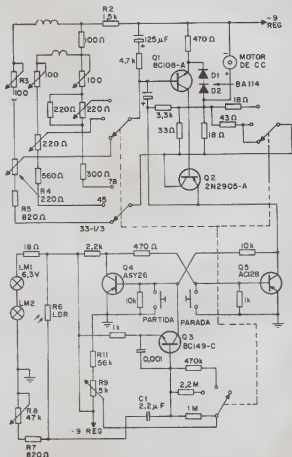 R2
1,5k
-9
REG
100Ω
125µF
470Ω
MOTOR
DE CC
Q1
BC108-A
D1
D2
BA114
R3
100
100
100
4,7k
220Ω
220Ω
3,3k
33Ω
18Ω
18Ω
43Ω
220Ω
Q2
2N2905-A
560Ω
300Ω
R4
220Ω
78
45
R5
820Ω
33-1/3
18Ω
2,2k
470Ω
10k
LM1
6,3V
Q4
ASY26
Q5
AC128
LM2
R6
LDR
10k
1k
PARTIDA
PARADA
1k
Q3
BC149-C
R11
56k
0,001
470k
R9
5k
2,2M
R8
47k
-9 REG
C1
2,2µF
1M
R7
820Ω